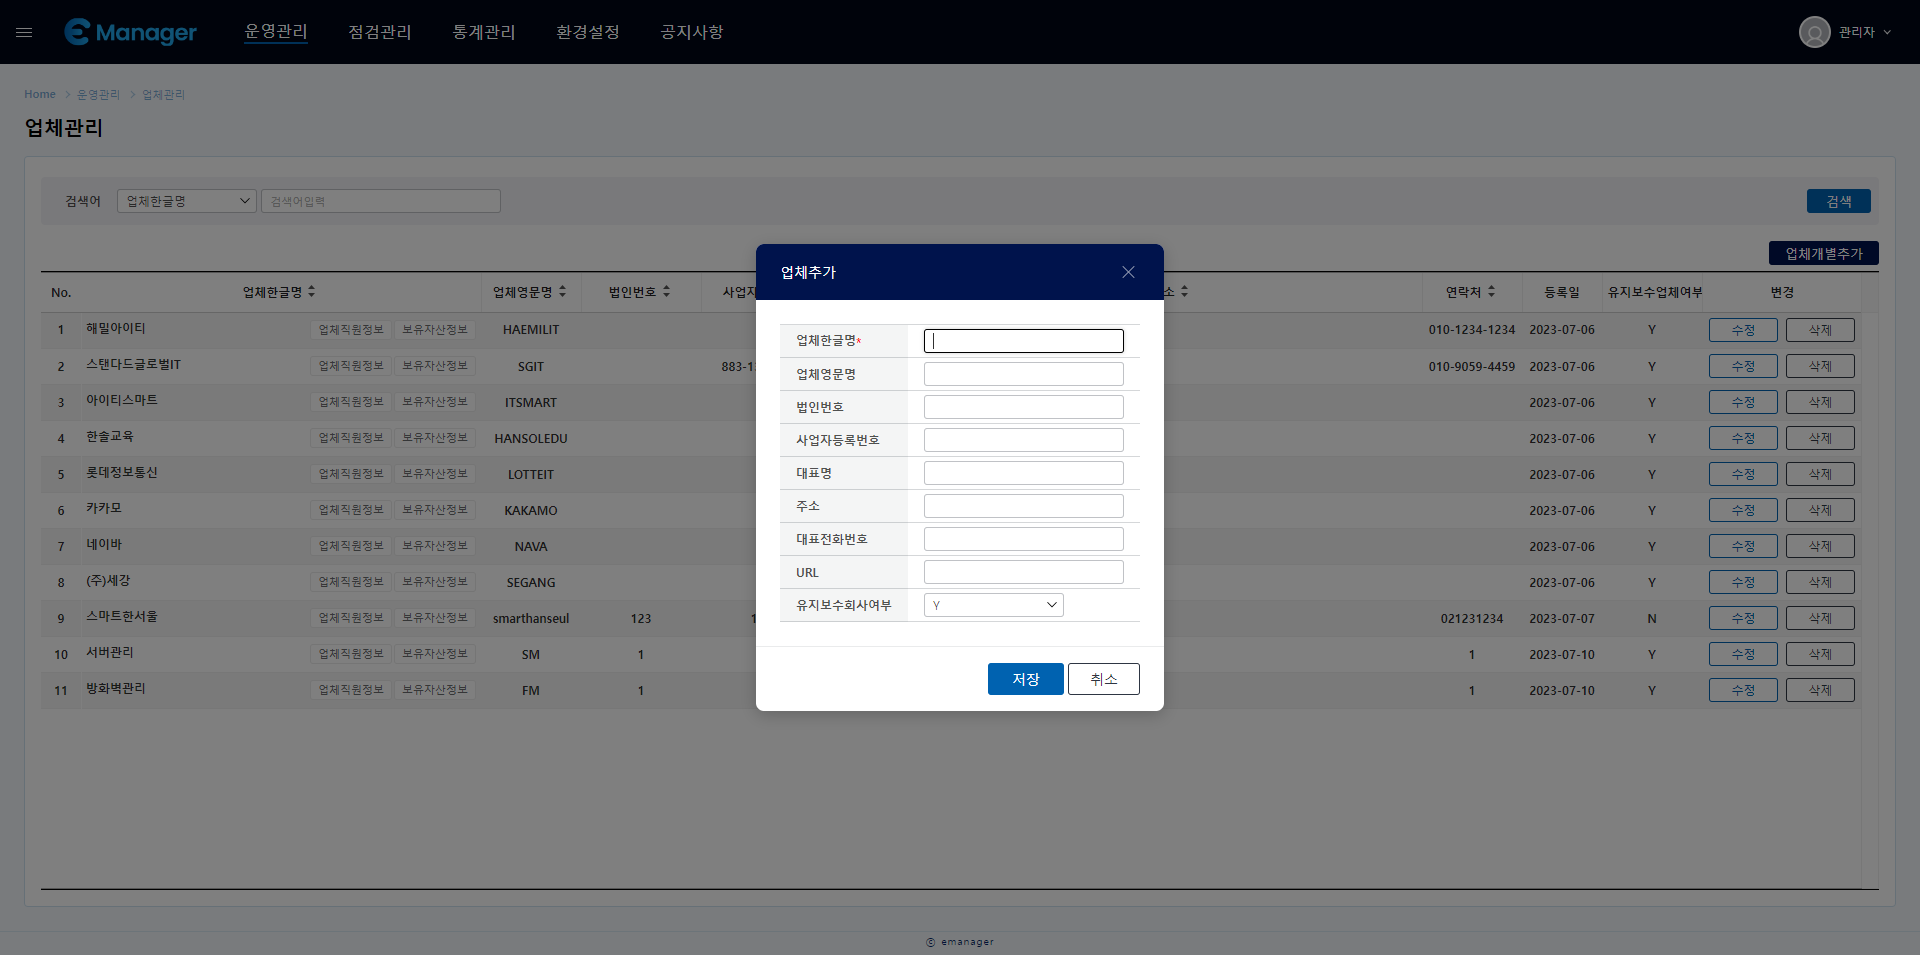 Manager 운영관리 점검관리 통계관리 환경설정 공지사항 관리자
Home 운영관리 업체관리
업체관리
검색어 업체한글명 검색어입력 검색
업체개별추가
No. 업체한글명 업체영문명 법인번호 사업자 소 연락처 등록일 유지보수업체여부 변경
1 해밀아이티 업체직원정보 보유자산정보 HAEMILIT 010-1234-1234 2023-07-06 Y 수정 삭제
2 스탠다드글로벌IT 업체직원정보 보유자산정보 SGIT 883-1 010-9059-4459 2023-07-06 Y 수정 삭제
3 아이티스마트 업체직원정보 보유자산정보 ITSMART 2023-07-06 Y 수정 삭제
4 한솔교육 업체직원정보 보유자산정보 HANSOLEDU 2023-07-06 Y 수정 삭제
5 롯데정보통신 업체직원정보 보유자산정보 LOTTEIT 2023-07-06 Y 수정 삭제
6 카카모 업체직원정보 보유자산정보 KAKAMO 2023-07-06 Y 수정 삭제
7 네이바 업체직원정보 보유자산정보 NAVA 2023-07-06 Y 수정 삭제
8 (주)세강 업체직원정보 보유자산정보 SEGANG 2023-07-06 Y 수정 삭제
9 스마트한서울 업체직원정보 보유자산정보 smarthanseul 123 1 021231234 2023-07-07 N 수정 삭제
10 서버관리 업체직원정보 보유자산정보 SM 1 1 2023-07-10 Y 수정 삭제
11 방화벽관리 업체직원정보 보유자산정보 FM 1 1 2023-07-10 Y 수정 삭제
업체추가
업체한글명*
업체영문명
법인번호
사업자등록번호
대표명
주소
대표전화번호
URL
유지보수회사여부 Y
저장 취소
ⓒ emanager